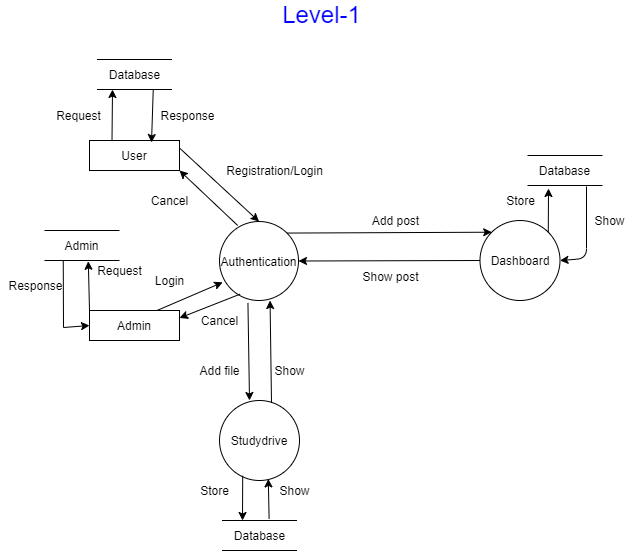 Level-1
Database
Request
Response
User
Registration/Login
Cancel
Database
Store
Show
Add post
Admin
Authentication
Dashboard
Request
Response
Login
Show post
Cancel
Admin
Add file
Show
Studydrive
Store
Show
Database